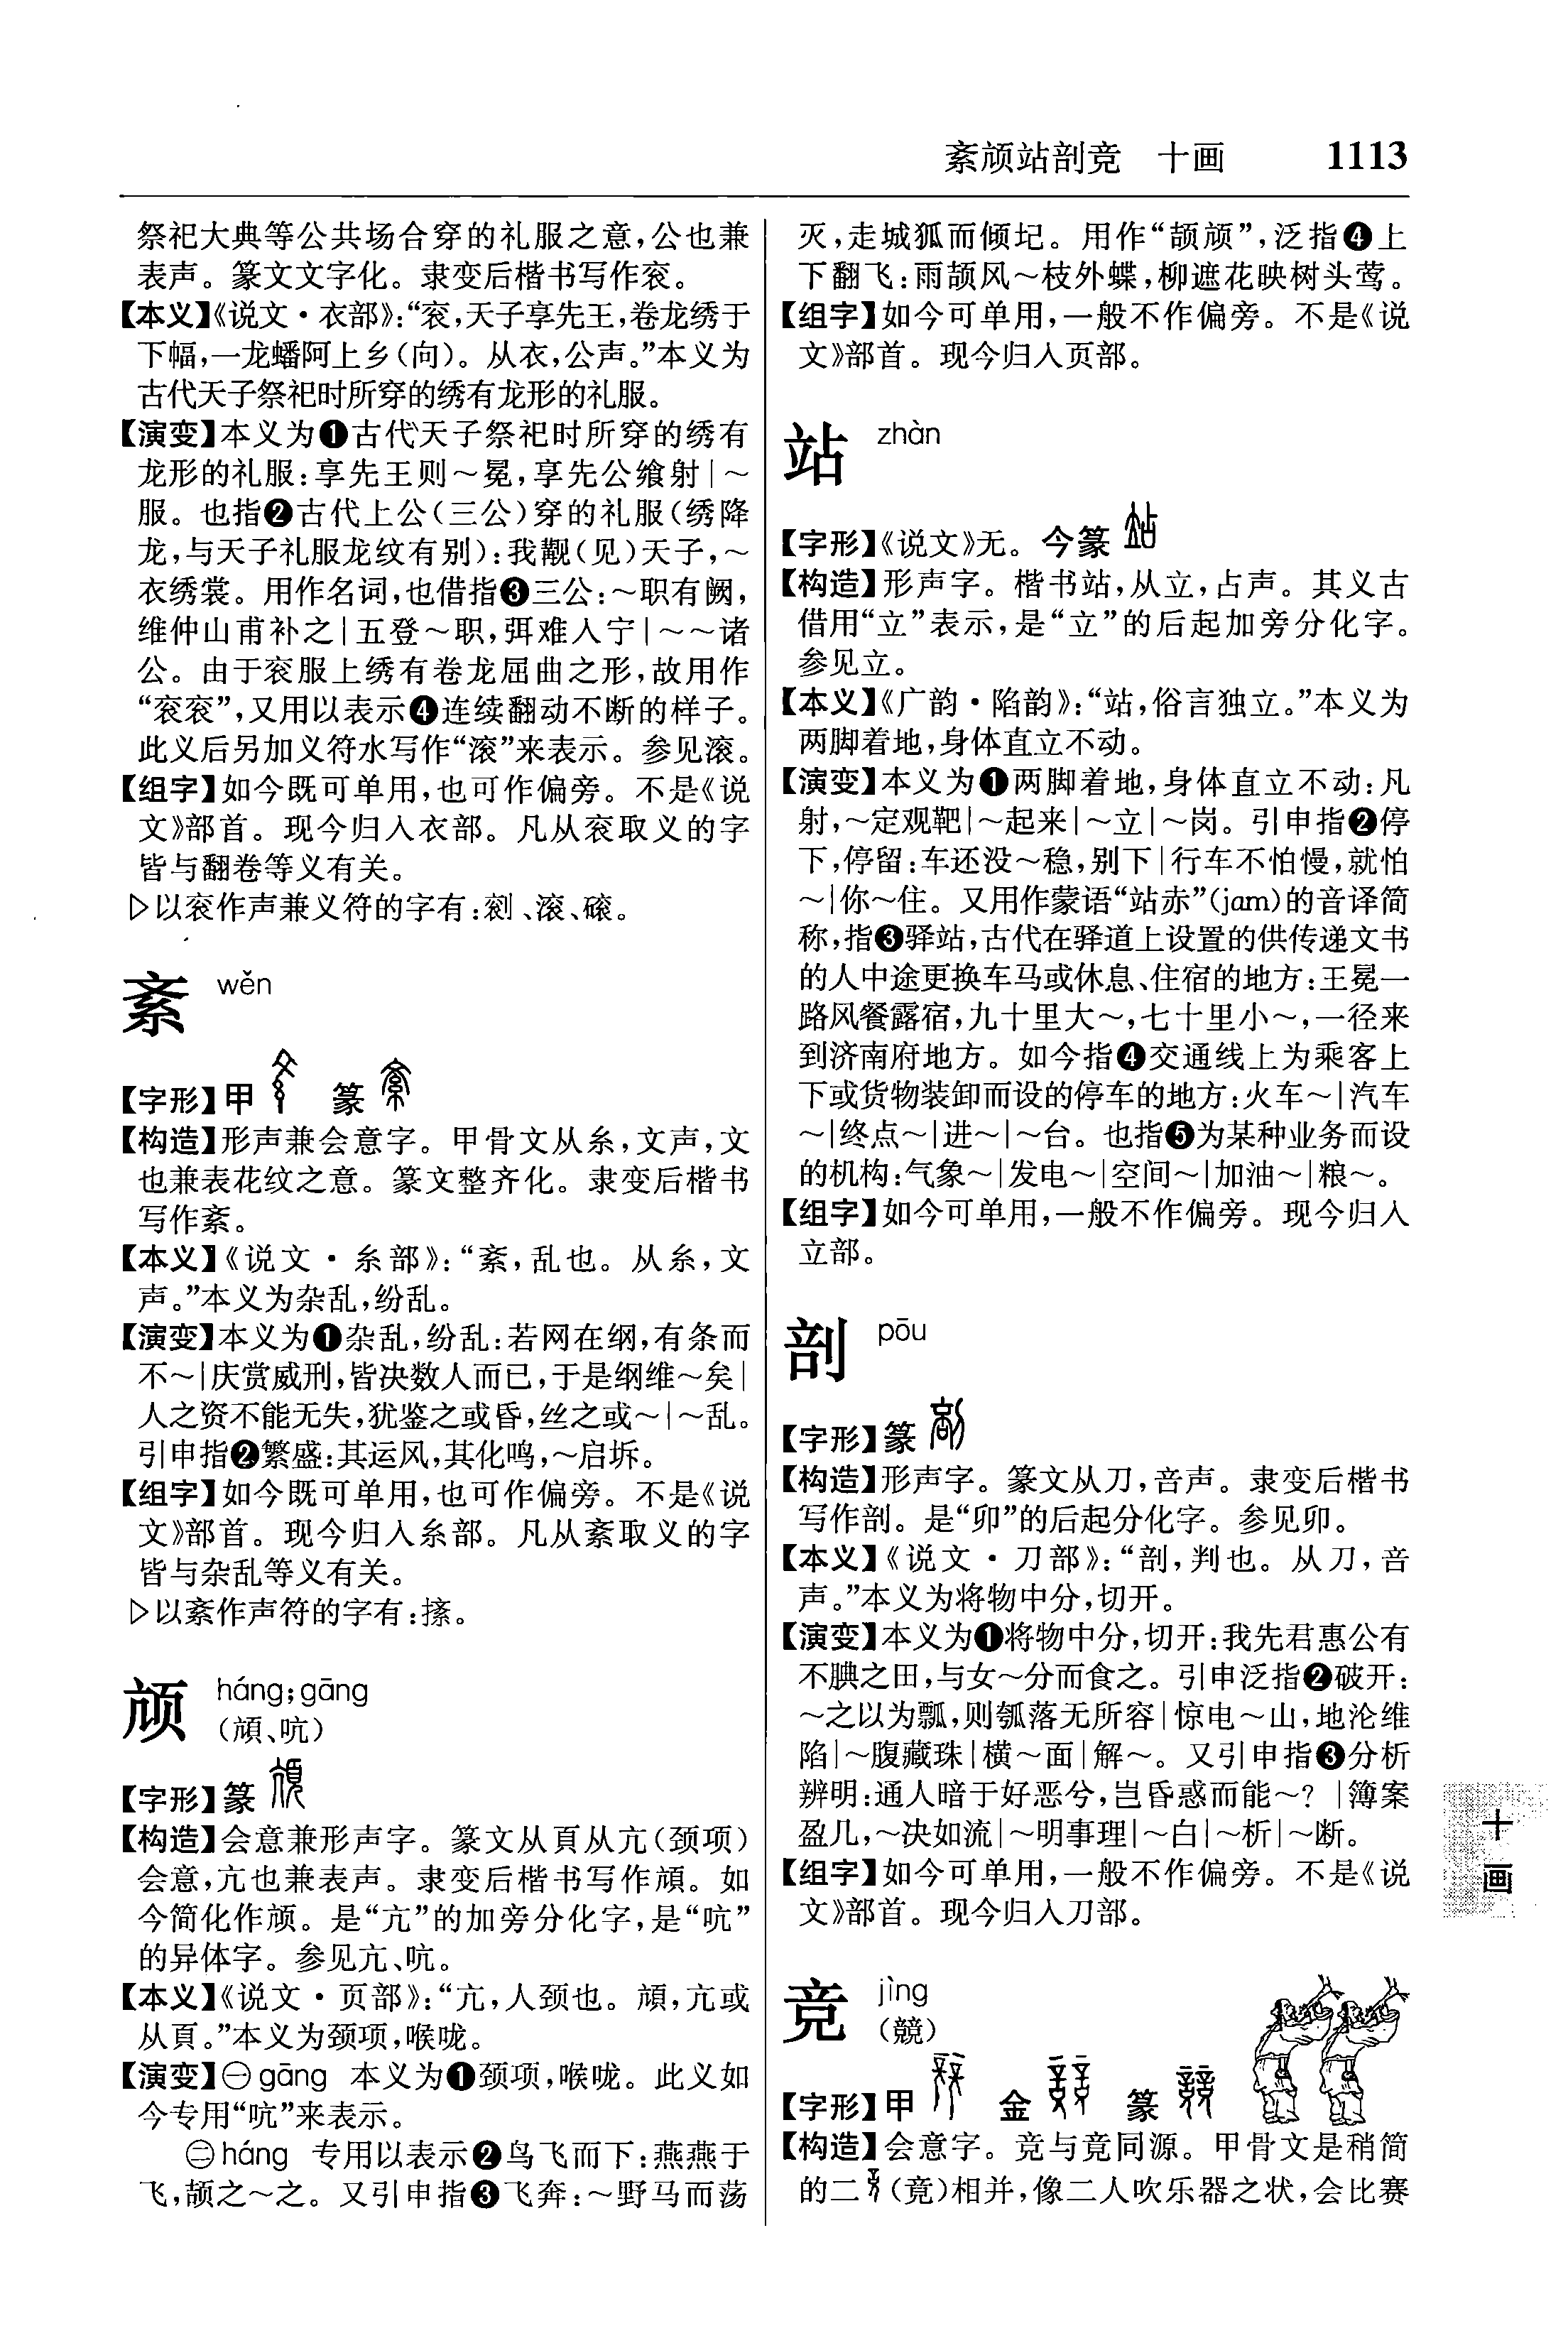 紊颃站剖竞　十画　1113
祭祀大典等公共场合穿的礼服之意,公也兼
表声。篆文文字化。隶变后楷书写作衮。
【本义】《说文·衣部》:“衮,天子享先王,卷龙绣于
下幅,一龙蟠阿上乡(向)。从衣,公声。”本义为
古代天子祭祀时所穿的绣有龙形的礼服。
【演变】本义为❶古代天子祭祀时所穿的绣有
龙形的礼服:享先王则～冕,享先公飨射|～
服。也指❷古代上公(三公)穿的礼服(绣降
龙,与天子礼服龙纹有别):我觏(见)天子,～
衣绣裳。用作名词,也借指❸三公:～职有阙,
维仲山甫补之|五登～职,弭难入宁|～～诸
公。由于衮服上绣有卷龙屈曲之形,故用作
“衮衮”,又用以表示❹连续翻动不断的样子。
此义后另加义符水写作“滚”来表示。参见滚。
【组字】如今既可单用,也可作偏旁。不是《说
文》部首。现今归入衣部。凡从衮取义的字
皆与翻卷等义有关。
▷以衮作声兼义符的字有:、滚、磙。
紊 wěn
【字形】甲 篆
【构造】形声兼会意字。甲骨文从糸,文声,文
也兼表花纹之意。篆文整齐化。隶变后楷书
写作紊。
【本义】《说文·糸部》:“紊,乱也。从糸,文
声。”本义为杂乱,纷乱。
【演变】本义为❶杂乱,纷乱:若网在纲,有条而
不～|庆赏威刑,皆决数人而已,于是纲维～矣|
人之资不能无失,犹鉴之或昏,丝之或～|～乱。
引申指❷繁盛:其运风,其化鸣,～启坼。
【组字】如今既可单用,也可作偏旁。不是《说
文》部首。现今归入糸部。凡从紊取义的字
皆与杂乱等义有关。
▷以紊作声符的字有:搽。
颃 háng;gāng
(頏、吭)
【字形】篆
【构造】会意兼形声字。篆文从頁从亢(颈项)
会意,亢也兼表声。隶变后楷书写作頏。如
今简化作颃。是“亢”的加旁分化字,是“吭”
的异体字。参见亢、吭。
【本义】《说文·页部》:“亢,人颈也。頏,亢或
从頁。”本义为颈项,喉咙。
【演变】㊀gāng 本义为❶颈项,喉咙。此义如
今专用“吭”来表示。
㊁háng 专用以表示❷鸟飞而下:燕燕于
飞,颉之～之。又引申指❸飞奔:～野马而荡
灭,走城狐而倾圮。用作“颉颃”,泛指❹上
下翻飞:雨颉风～枝外蝶,柳遮花映树头莺。
【组字】如今可单用,一般不作偏旁。不是《说
文》部首。现今归入页部。
站 zhàn
【字形】《说文》无。今篆
【构造】形声字。楷书站,从立,占声。其义古
借用“立”表示,是“立”的后起加旁分化字。
参见立。
【本义】《广韵·陷韵》:“站,俗言独立。”本义为
两脚着地,身体直立不动。
【演变】本义为❶两脚着地,身体直立不动:凡
射,～定观靶|～起来|～立|～岗。引申指❷停
下,停留:车还没～稳,别下|行车不怕慢,就怕
～|你～住。又用作蒙语“站赤”(jam)的音译简
称,指❸驿站,古代在驿道上设置的供传递文书
的人中途更换车马或休息、住宿的地方:王冕一
路风餐露宿,九十里大～,七十里小～,一径来
到济南府地方。如今指❹交通线上为乘客上
下或货物装卸而设的停车的地方:火车～|汽车
～|终点～|进～|～台。也指❺为某种业务而设
的机构:气象～|发电～|空间～|加油～|粮～。
【组字】如今可单用,一般不作偏旁。现今归入
立部。
剖 pōu
【字形】篆
【构造】形声字。篆文从刀,音声。隶变后楷书
写作剖。是“卯”的后起分化字。参见卯。
【本义】《说文·刀部》:“剖,判也。从刀,音
声。”本义为将物中分,切开。
【演变】本义为❶将物中分,切开:我先君惠公有
不腆之田,与女～分而食之。引申泛指❷破开:
～之以为瓢,则瓠落无所容|惊电～山,地沦维
陷|～腹藏珠|横～面|解～。又引申指❸分析
辨明:通人暗于好恶兮,岂昏惑而能～?|簿案
盈几,～决如流|～明事理|～白|～析|～断。
【组字】如今可单用,一般不作偏旁。不是《说
文》部首。现今归入刀部。
竞 jìng
(競)
【字形】甲 金 篆
【构造】会意字。竞与竟同源。甲骨文是稍简
的二(竟)相并,像二人吹乐器之状,会比赛
十画